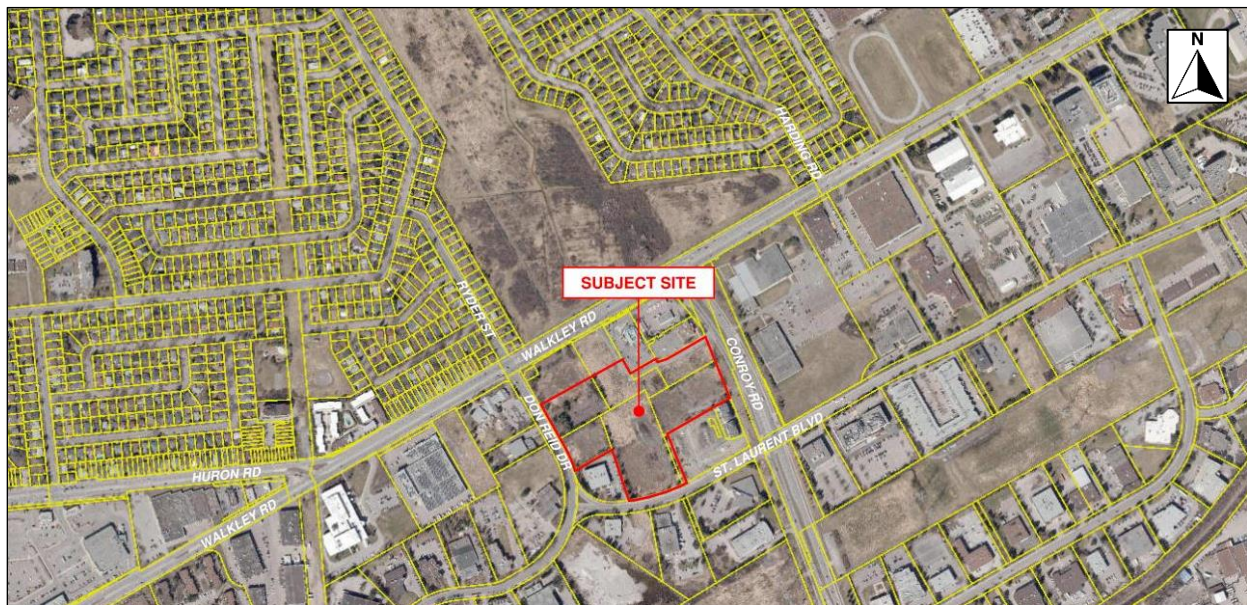 N
HARDING RD
SUBJECT SITE
RYDER ST
WALKLEY RD
CONROY RD
DON REID DR
ST. LAURENT BLVD
HURON RD
WALKLEY RD